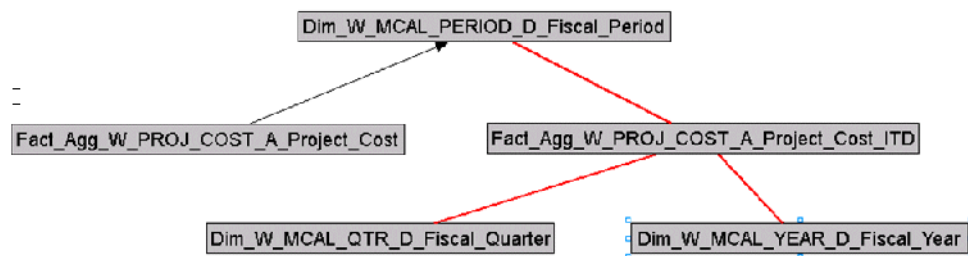 Dim_W_MCAL_PERIOD_D_Fiscal_Period
Fact_Agg_W_PROJ_COST_A_Project_Cost
Fact_Agg_W_PROJ_COST_A_Project_Cost_ITD
Dim_W_MCAL_QTR_D_Fiscal_Quarter
Dim_W_MCAL_YEAR_D_Fiscal_Year